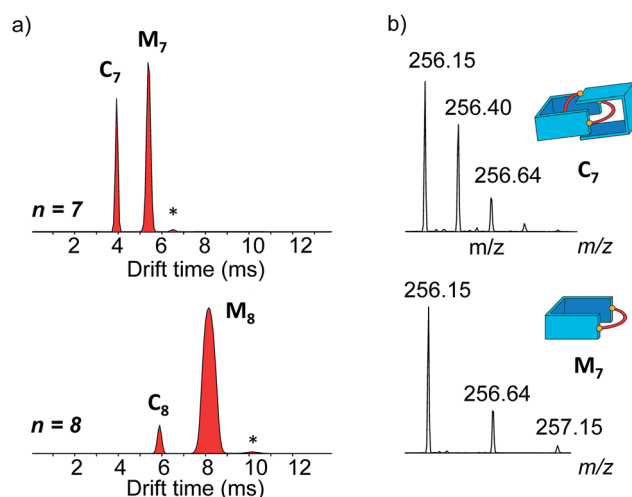 a)
C₇
M₇
n = 7
*
2 4 6 8 10 12
Drift time (ms)
M₈
C₈
n = 8
*
2 4 6 8 10 12
Drift time (ms)
b)
256.15
256.40
256.64
C₇
m/z
m/z
256.15
256.64
M₇
257.15
m/z